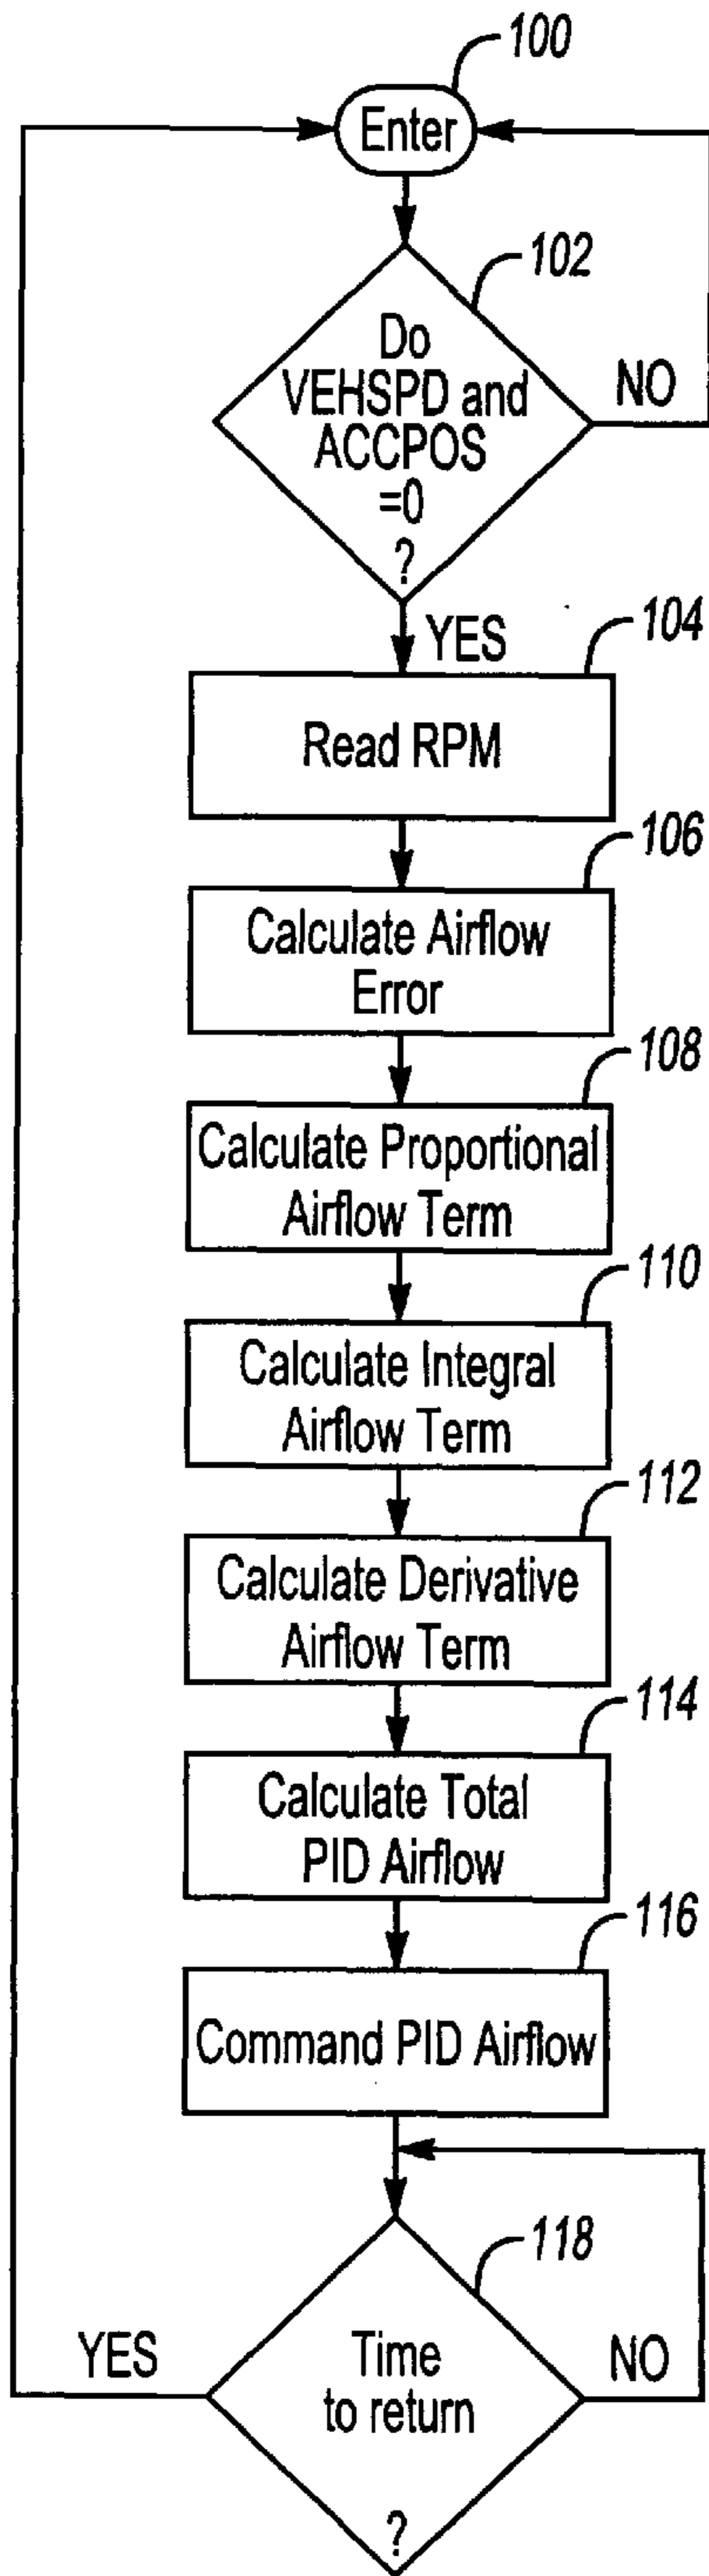 100
Enter
102
Do
VEHSPD and
ACCPOS
=0
?
NO
YES
104
Read RPM
106
Calculate Airflow
Error
108
Calculate Proportional
Airflow Term
110
Calculate Integral
Airflow Term
112
Calculate Derivative
Airflow Term
114
Calculate Total
PID Airflow
116
Command PID Airflow
118
YES
Time
to return
?
NO